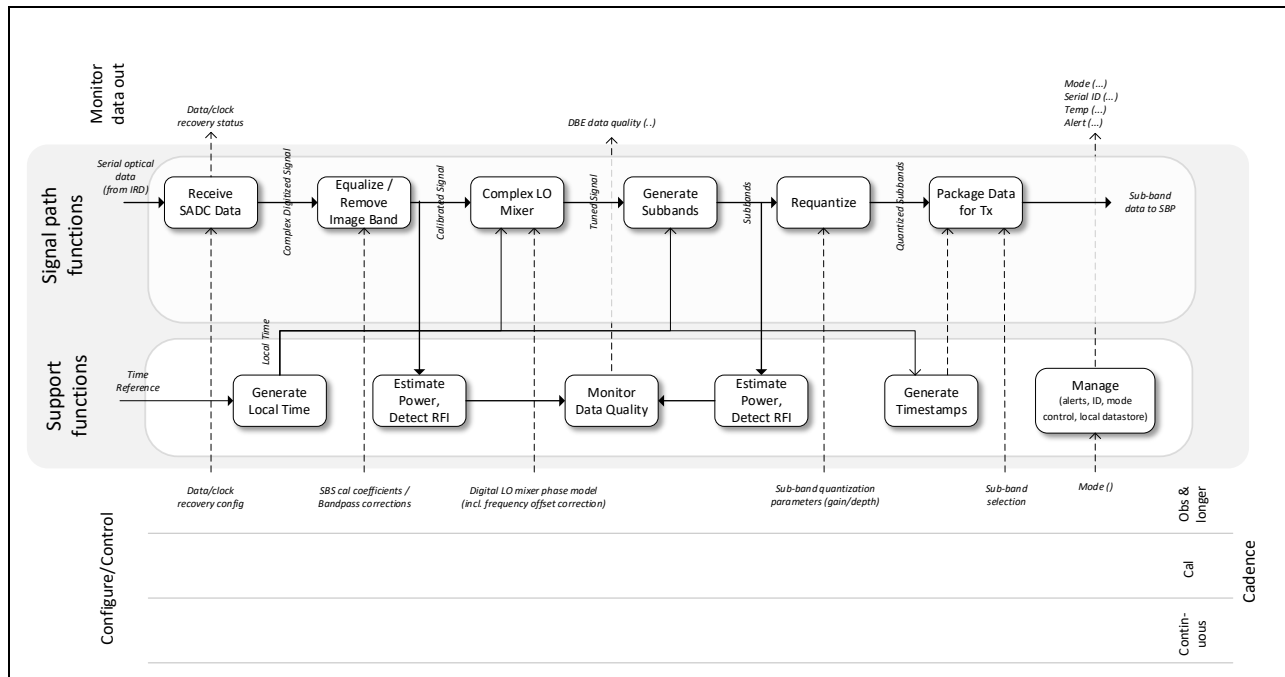 Monitor
data out
Mode (...)
Serial ID (...)
Temp (...)
Alert (...)
Data/clock
recovery status
DBE data quality (..)
Signal path
functions
Serial optical
data
(from IRD)
Receive
SADC Data
Complex Digitized Signal
Equalize /
Remove
Image Band
Calibrated Signal
Complex LO
Mixer
Tuned Signal
Generate
Subbands
Subbands
Requantize
Quantized Subbands
Package Data
for Tx
Sub-band
data to SBP
Support
functions
Time
Reference
Local Time
Generate
Local Time
Estimate
Power,
Detect RFI
Monitor
Data Quality
Estimate
Power,
Detect RFI
Generate
Timestamps
Manage
(alerts, ID, mode
control, local datastore)
Configure/Control
Data/clock
recovery config
SBS cal coefficients /
Bandpass corrections
Digital LO mixer phase model
(incl. frequency offset correction)
Sub-band quantization
parameters (gain/depth)
Sub-band
selection
Mode ()
Obs &
longer
Cal
Contin-
uous
Cadence